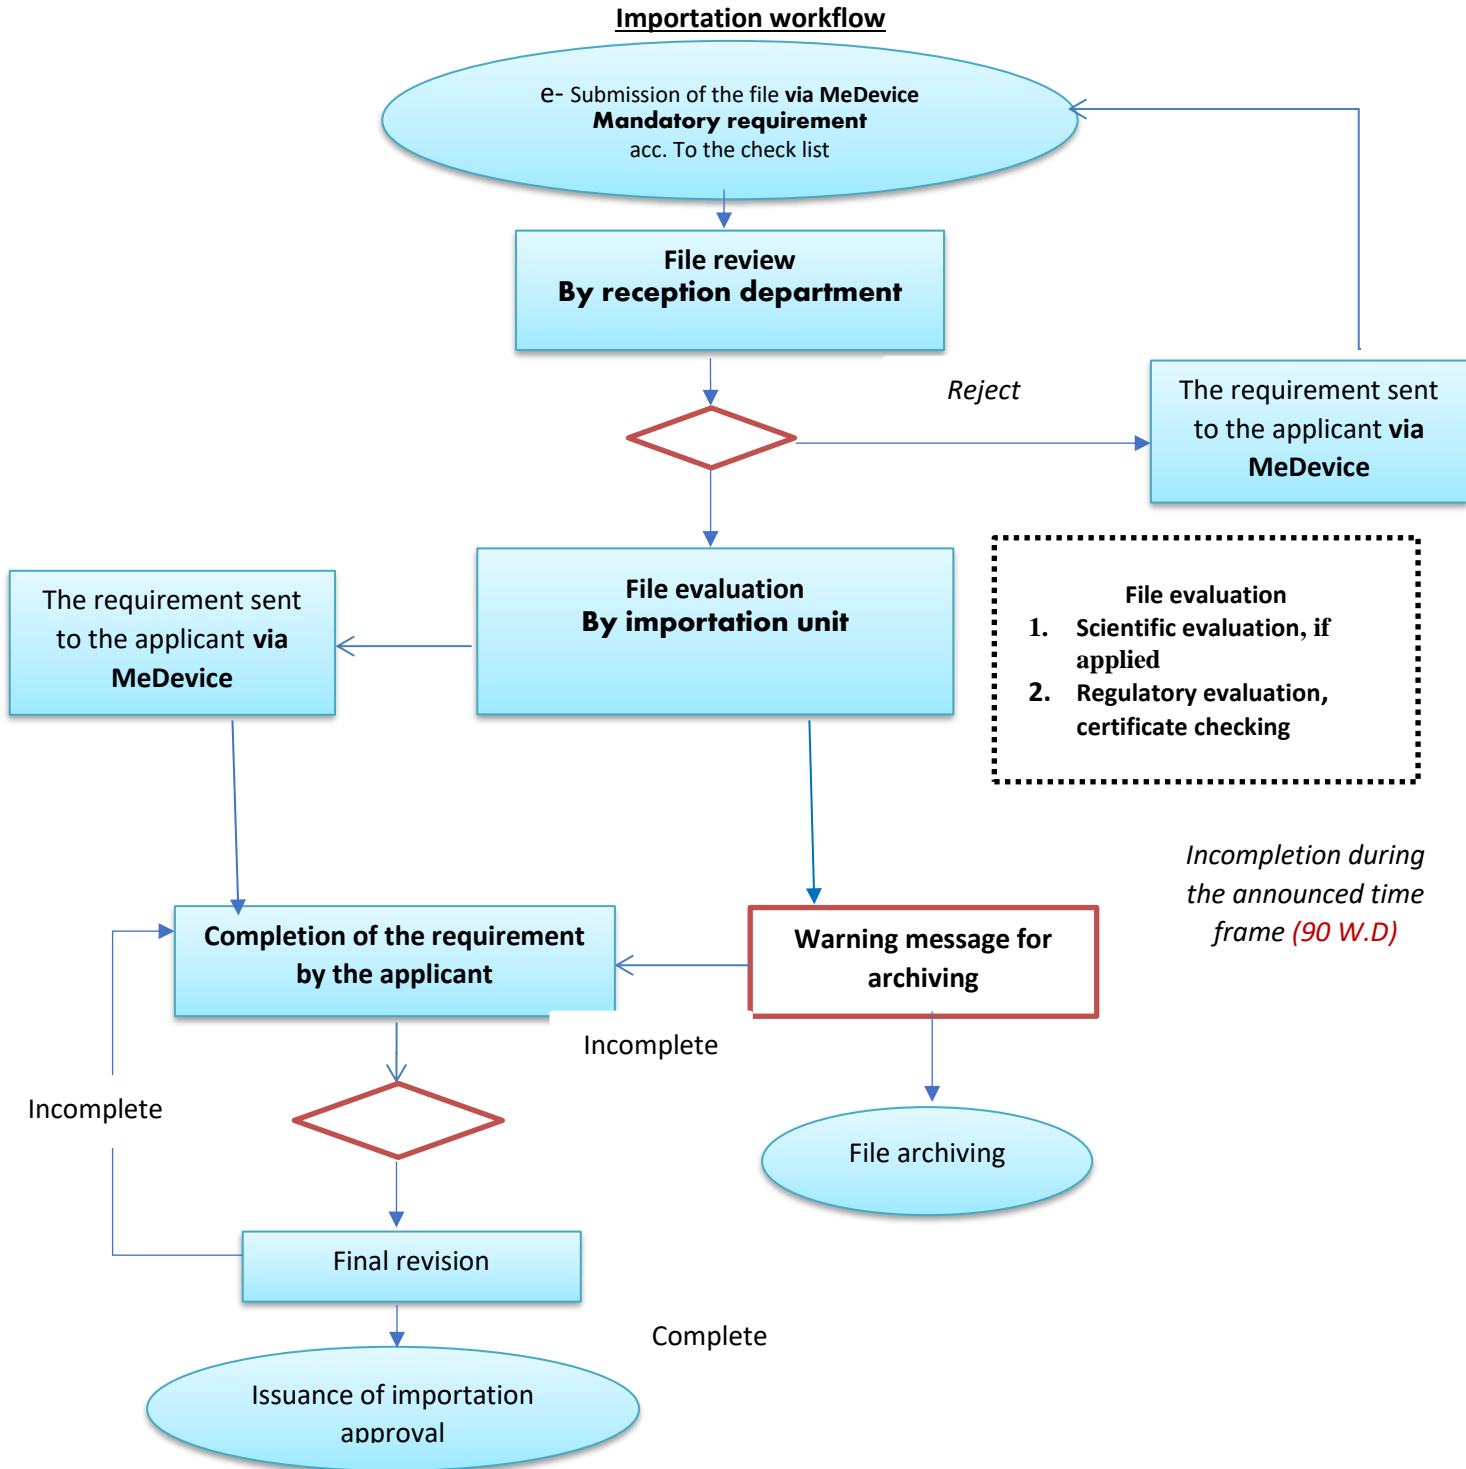 Importation workflow
e- Submission of the file via MeDevice
Mandatory requirement
acc. To the check list
File review
By reception department
Reject
The requirement sent
to the applicant via
MeDevice
File evaluation
By importation unit
The requirement sent
to the applicant via
MeDevice
File evaluation
1. Scientific evaluation, if
applied
2. Regulatory evaluation,
certificate checking
Incompletion during
the announced time
frame (90 W.D)
Completion of the requirement
by the applicant
Warning message for
archiving
Incomplete
Incomplete
File archiving
Final revision
Complete
Issuance of importation
approval